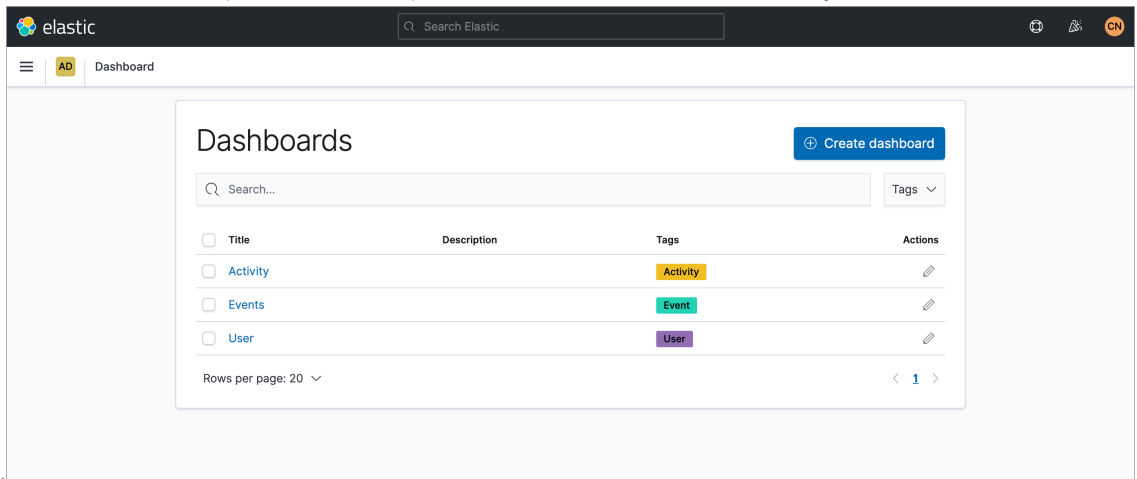 elastic
Search Elastic
CN
AD
Dashboard
Dashboards
Create dashboard
Search...
Tags
Title Description Tags Actions
Activity Activity
Events Event
User User
Rows per page: 20
1